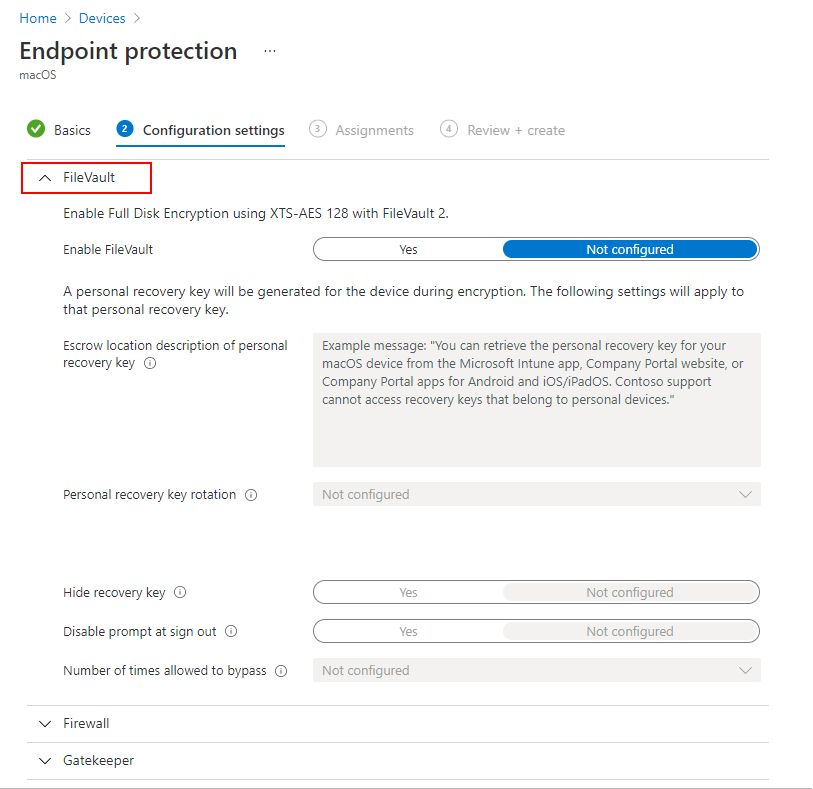 Home > Devices >
Endpoint protection ...
macOS
Basics 2 Configuration settings 3 Assignments 4 Review + create
FileVault
Enable Full Disk Encryption using XTS-AES 128 with FileVault 2.
Enable FileVault Yes Not configured
A personal recovery key will be generated for the device during encryption. The following settings will apply to
that personal recovery key.
Escrow location description of personal
recovery key
Example message: "You can retrieve the personal recovery key for your
macOS device from the Microsoft Intune app, Company Portal website, or
Company Portal apps for Android and iOS/iPadOS. Contoso support
cannot access recovery keys that belong to personal devices."
Personal recovery key rotation Not configured
Hide recovery key Yes Not configured
Disable prompt at sign out Yes Not configured
Number of times allowed to bypass Not configured
Firewall
Gatekeeper